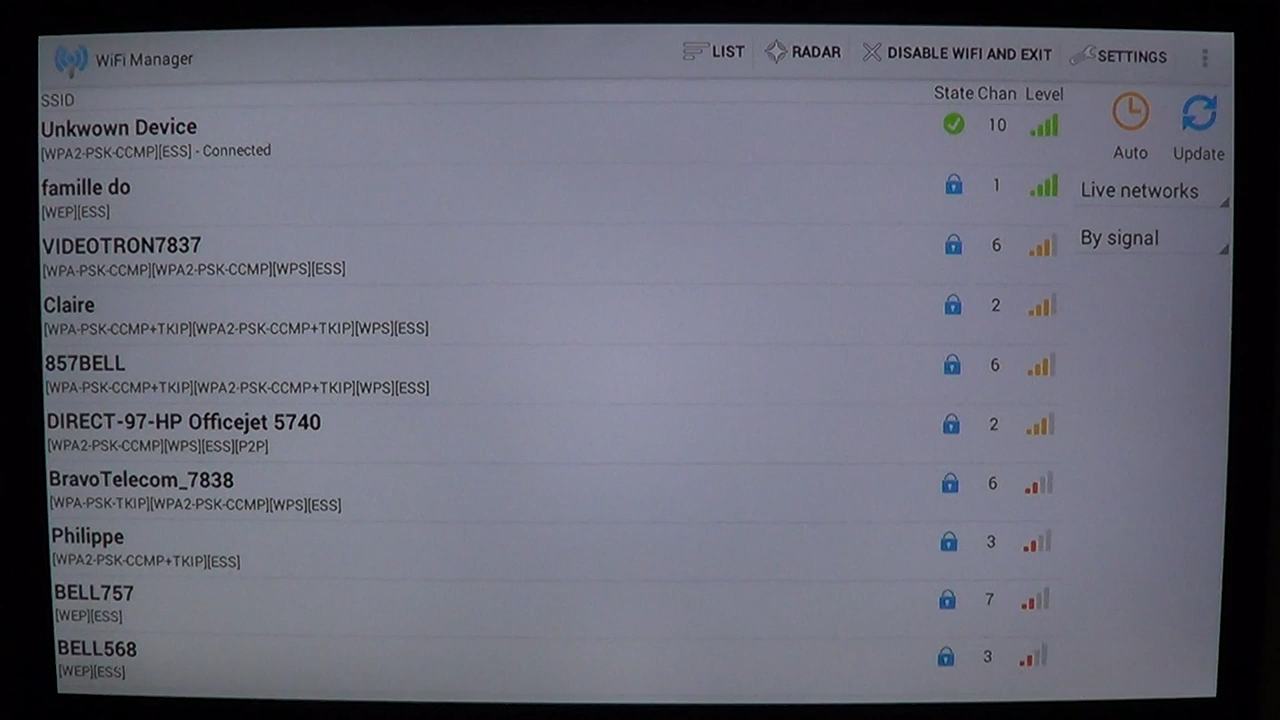 WiFi Manager
LIST RADAR DISABLE WIFI AND EXIT SETTINGS
SSID State Chan Level
Unkwown Device 10
[WPA2-PSK-CCMP][ESS] - Connected
Auto Update
famille do 1
[WEP][ESS]
Live networks
VIDEOTRON7837 6
[WPA-PSK-CCMP][WPA2-PSK-CCMP][WPS][ESS]
By signal
Claire 2
[WPA-PSK-CCMP+TKIP][WPA2-PSK-CCMP+TKIP][WPS][ESS]
857BELL 6
[WPA-PSK-CCMP+TKIP][WPA2-PSK-CCMP+TKIP][WPS][ESS]
DIRECT-97-HP Officejet 5740 2
[WPA2-PSK-CCMP][WPS][ESS][P2P]
BravoTelecom_7838 6
[WPA-PSK-TKIP][WPA2-PSK-CCMP][WPS][ESS]
Philippe 3
[WPA2-PSK-CCMP+TKIP][ESS]
BELL757 7
[WEP][ESS]
BELL568 3
[WEP][ESS]